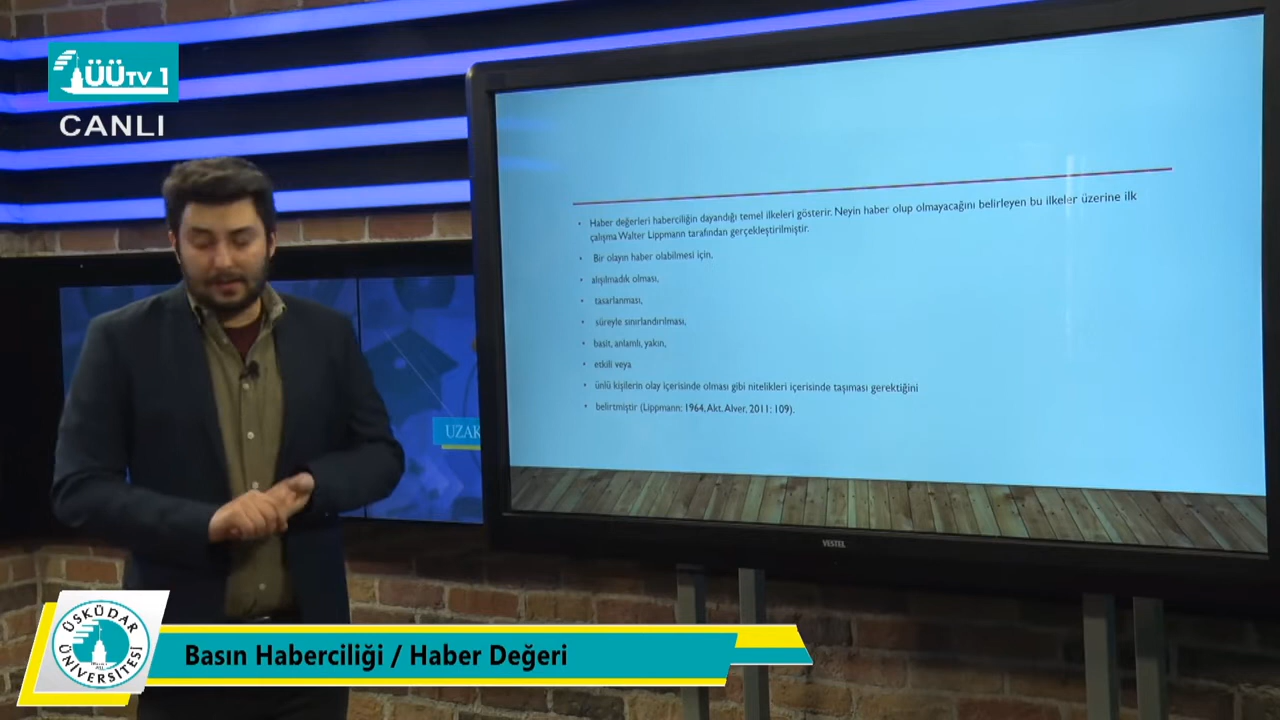 ÜÜTV 1
CANLI
• Haber değerleri haberciliğin dayandığı temel ilkeleri gösterir. Neyin haber olup olmayacağını belirleyen bu ilkeler üzerine ilk
çalışma Walter Lippmann tarafından gerçekleştirilmiştir.
• Bir olayın haber olabilmesi için,
• alışılmadık olması,
• tasarlanması,
• süreyle sınırlandırılması,
• basit, anlamlı, yakın,
• etkili veya
• ünlü kişilerin olay içerisinde olması gibi nitelikleri içerisinde taşıması gerektiğini
• belirtmiştir (Lippmann; 1964, Akt. Alver, 2011: 109).
UZAK
VESTEL
ÜSKÜDAR
ÜNİVERSİTESİ
Basın Haberciliği / Haber Değeri